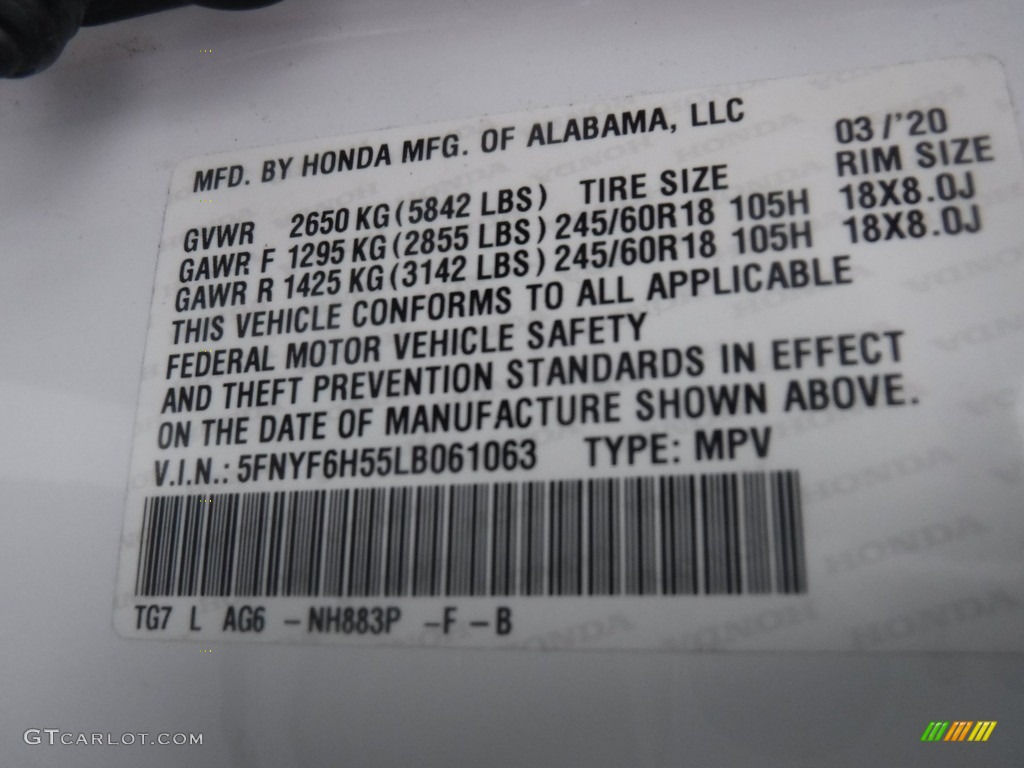 MFD. BY HONDA MFG. OF ALABAMA, LLC 03/'20
GVWR 2650 KG (5842 LBS) TIRE SIZE RIM SIZE
GAWR F 1295 KG (2855 LBS) 245/60R18 105H 18X8.0J
GAWR R 1425 KG (3142 LBS) 245/60R18 105H 18X8.0J
THIS VEHICLE CONFORMS TO ALL APPLICABLE
FEDERAL MOTOR VEHICLE SAFETY
AND THEFT PREVENTION STANDARDS IN EFFECT
ON THE DATE OF MANUFACTURE SHOWN ABOVE.
V.I.N.: 5FNYF6H55LB061063 TYPE: MPV
TG7 L AG6 -NH883P -F -B
GTCARLOT.COM